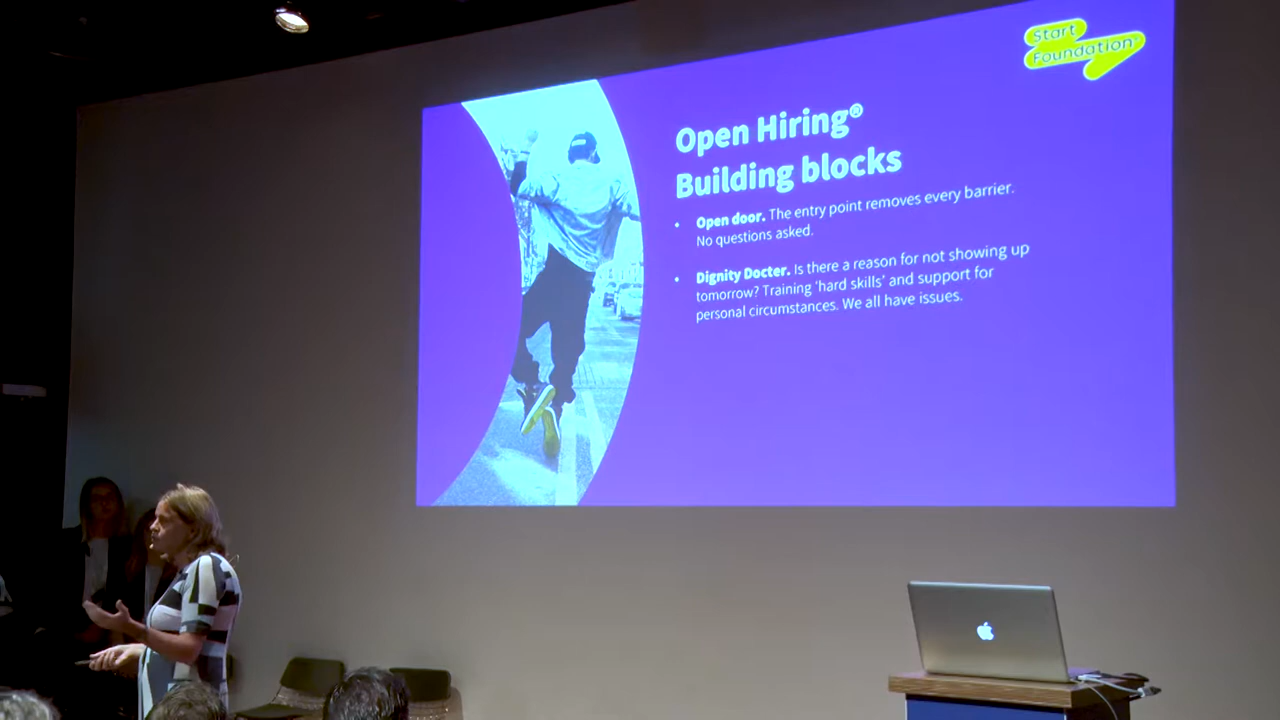 Start
Foundation
Open Hiring®
Building blocks
• Open door. The entry point removes every barrier.
No questions asked.
• Dignity Docter. Is there a reason for not showing up
tomorrow? Training ‘hard skills’ and support for
personal circumstances. We all have issues.